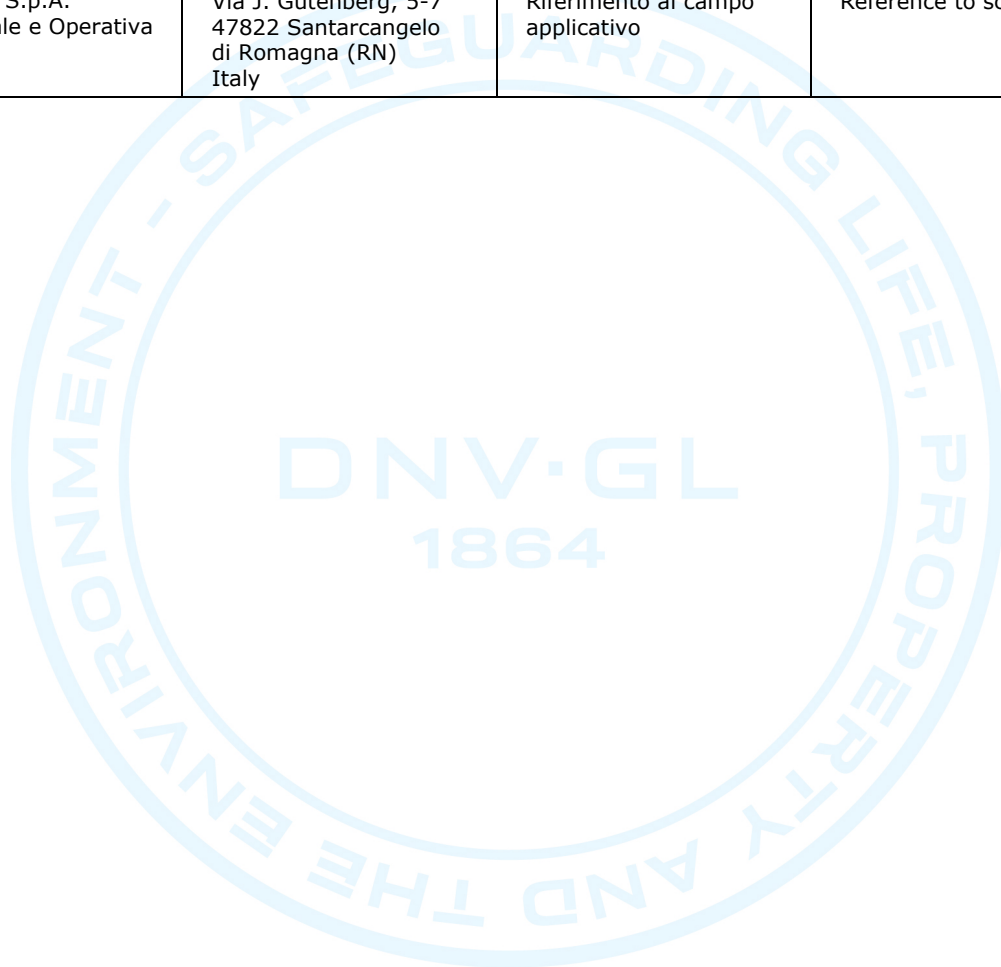 S.p.A.
ale e Operativa
Via J. Gutenberg, 5-7
47822 Santarcangelo
di Romagna (RN)
Italy
Riferimento al campo
applicativo
Reference to sc
SAFEGUARDING LIFE, PROPERTY AND THE ENVIRONMENT -
DNV·GL
1864